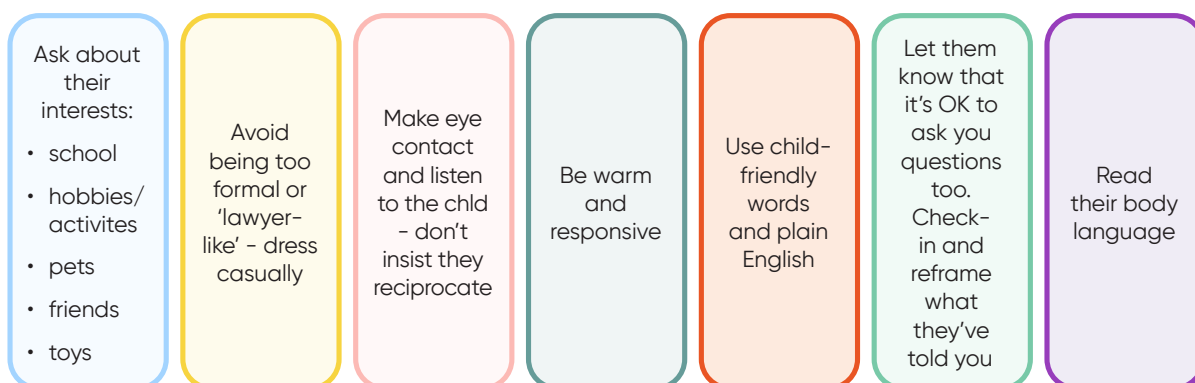 Ask about
their
interests:
• school
• hobbies/
activites
• pets
• friends
• toys
Avoid
being too
formal or
‘lawyer-
like’ - dress
casually
Make eye
contact
and listen
to the chld
- don’t
insist they
reciprocate
Be warm
and
responsive
Use child-
friendly
words
and plain
English
Let them
know that
it’s OK to
ask you
questions
too.
Check-
in and
reframe
what
they’ve
told you
Read
their body
language